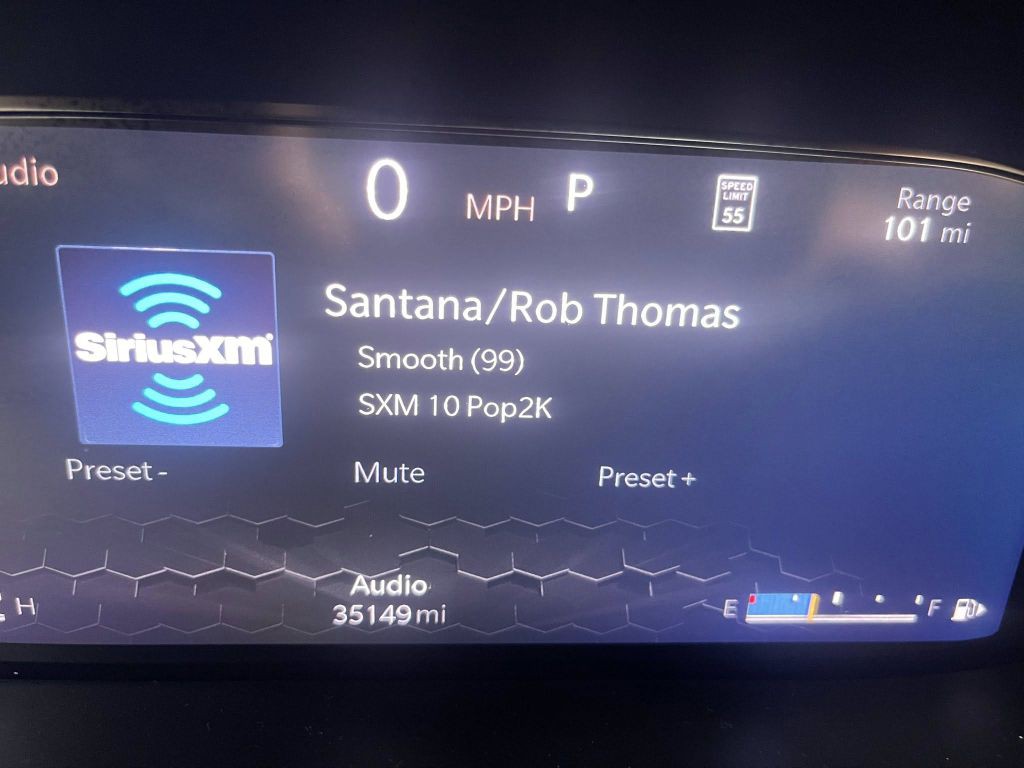 udio
0 MPH P
SPEED LIMIT 55
Range
101 mi
SiriusXM
Santana/Rob Thomas
Smooth (99)
SXM 10 Pop2K
Preset - Mute Preset +
Audio
H 35149 mi E F